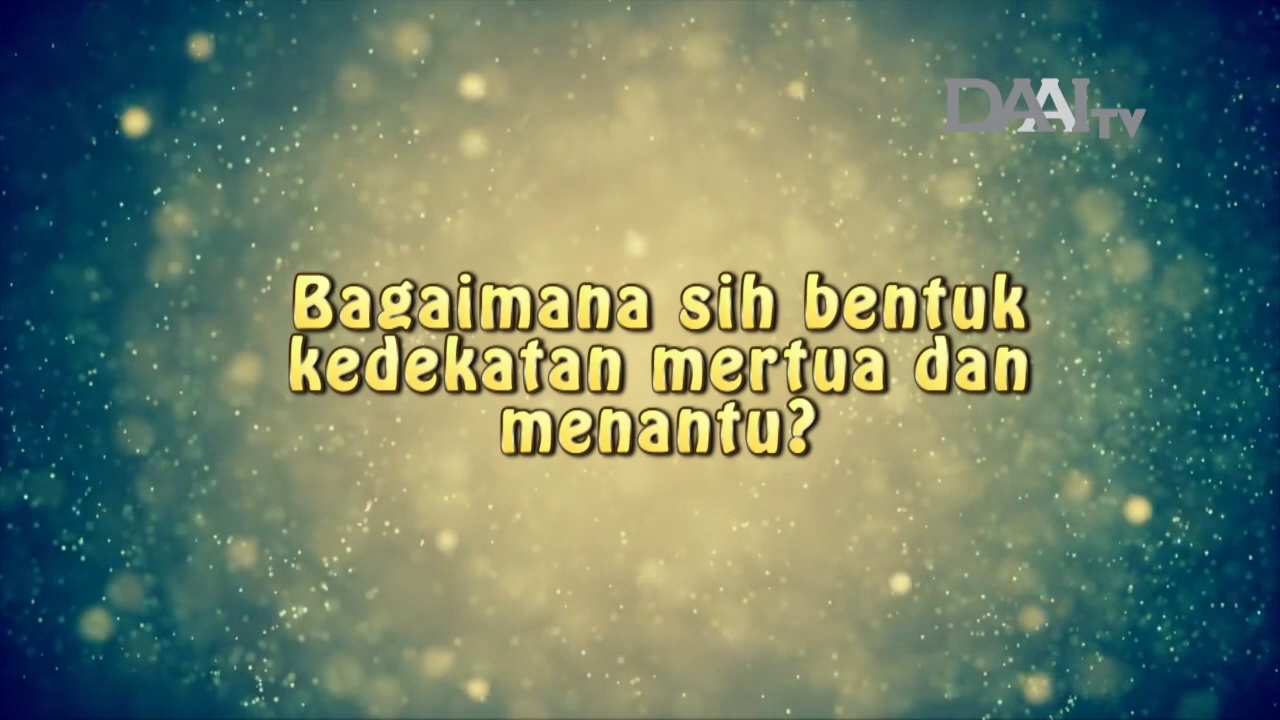 DAAI TV
Bagaimana sih bentuk
kedekatan mertua dan
menantu?